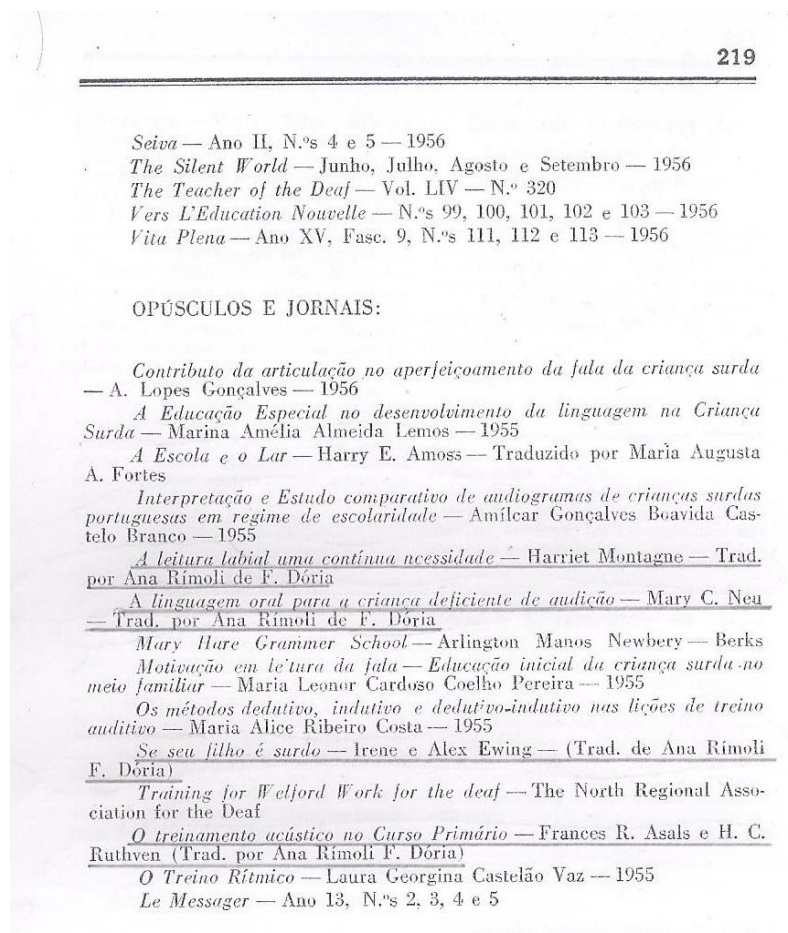 219
Seiva — Ano II, N.ºs 4 e 5 — 1956
The Silent World — Junho, Julho, Agosto e Setembro — 1956
The Teacher of the Deaf — Vol. LIV — N.º 320
Vers L'Education Nouvelle — N.ºs 99, 100, 101, 102 e 103 — 1956
Vita Plena — Ano XV, Fasc. 9, N.ºs 111, 112 e 113 — 1956
OPÚSCULOS E JORNAIS:
Contributo da articulação no aperfeiçoamento da fala da criança surda
— A. Lopes Gonçalves — 1956
A Educação Especial no desenvolvimento da linguagem na Criança
Surda — Marina Amélia Almeida Lemos — 1955
A Escola e o Lar — Harry E. Amoss — Traduzido por Maria Augusta
A. Fortes
Interpretação e Estudo comparativo de audiogramas de crianças surdas
portuguesas em regime de escolaridade — Amílcar Gonçalves Boavida Cas-
telo Branco — 1955
A leitura labial uma contínua ncessidade — Harriet Montagne — Trad.
por Ana Rímoli de F. Dória
A linguagem oral para a criança deficiente de audição — Mary C. Neu
— Trad. por Ana Rímoli de F. Dória
Mary Hare Grammer School — Arlington Manos Newbery — Berks
Motivação em leitura da fala — Educação inicial da criança surda no
meio familiar — Maria Leonor Cardoso Coelho Pereira — 1955
Os métodos dedutivo, indutivo e dedutivo-indutivo nas lições de treino
auditivo — Maria Alice Ribeiro Costa — 1955
Se seu filho é surdo — Irene e Alex Ewing — (Trad. de Ana Rímoli
F. Dória)
Training for Welford Work for the deaf — The North Regional Asso-
ciation for the Deaf
O treinamento acústico no Curso Primário — Frances R. Asals e H. C.
Ruthven (Trad. por Ana Rímoli F. Dória)
O Treino Rítmico — Laura Georgina Castelão Vaz — 1955
Le Messager — Ano 13, N.ºs 2, 3, 4 e 5